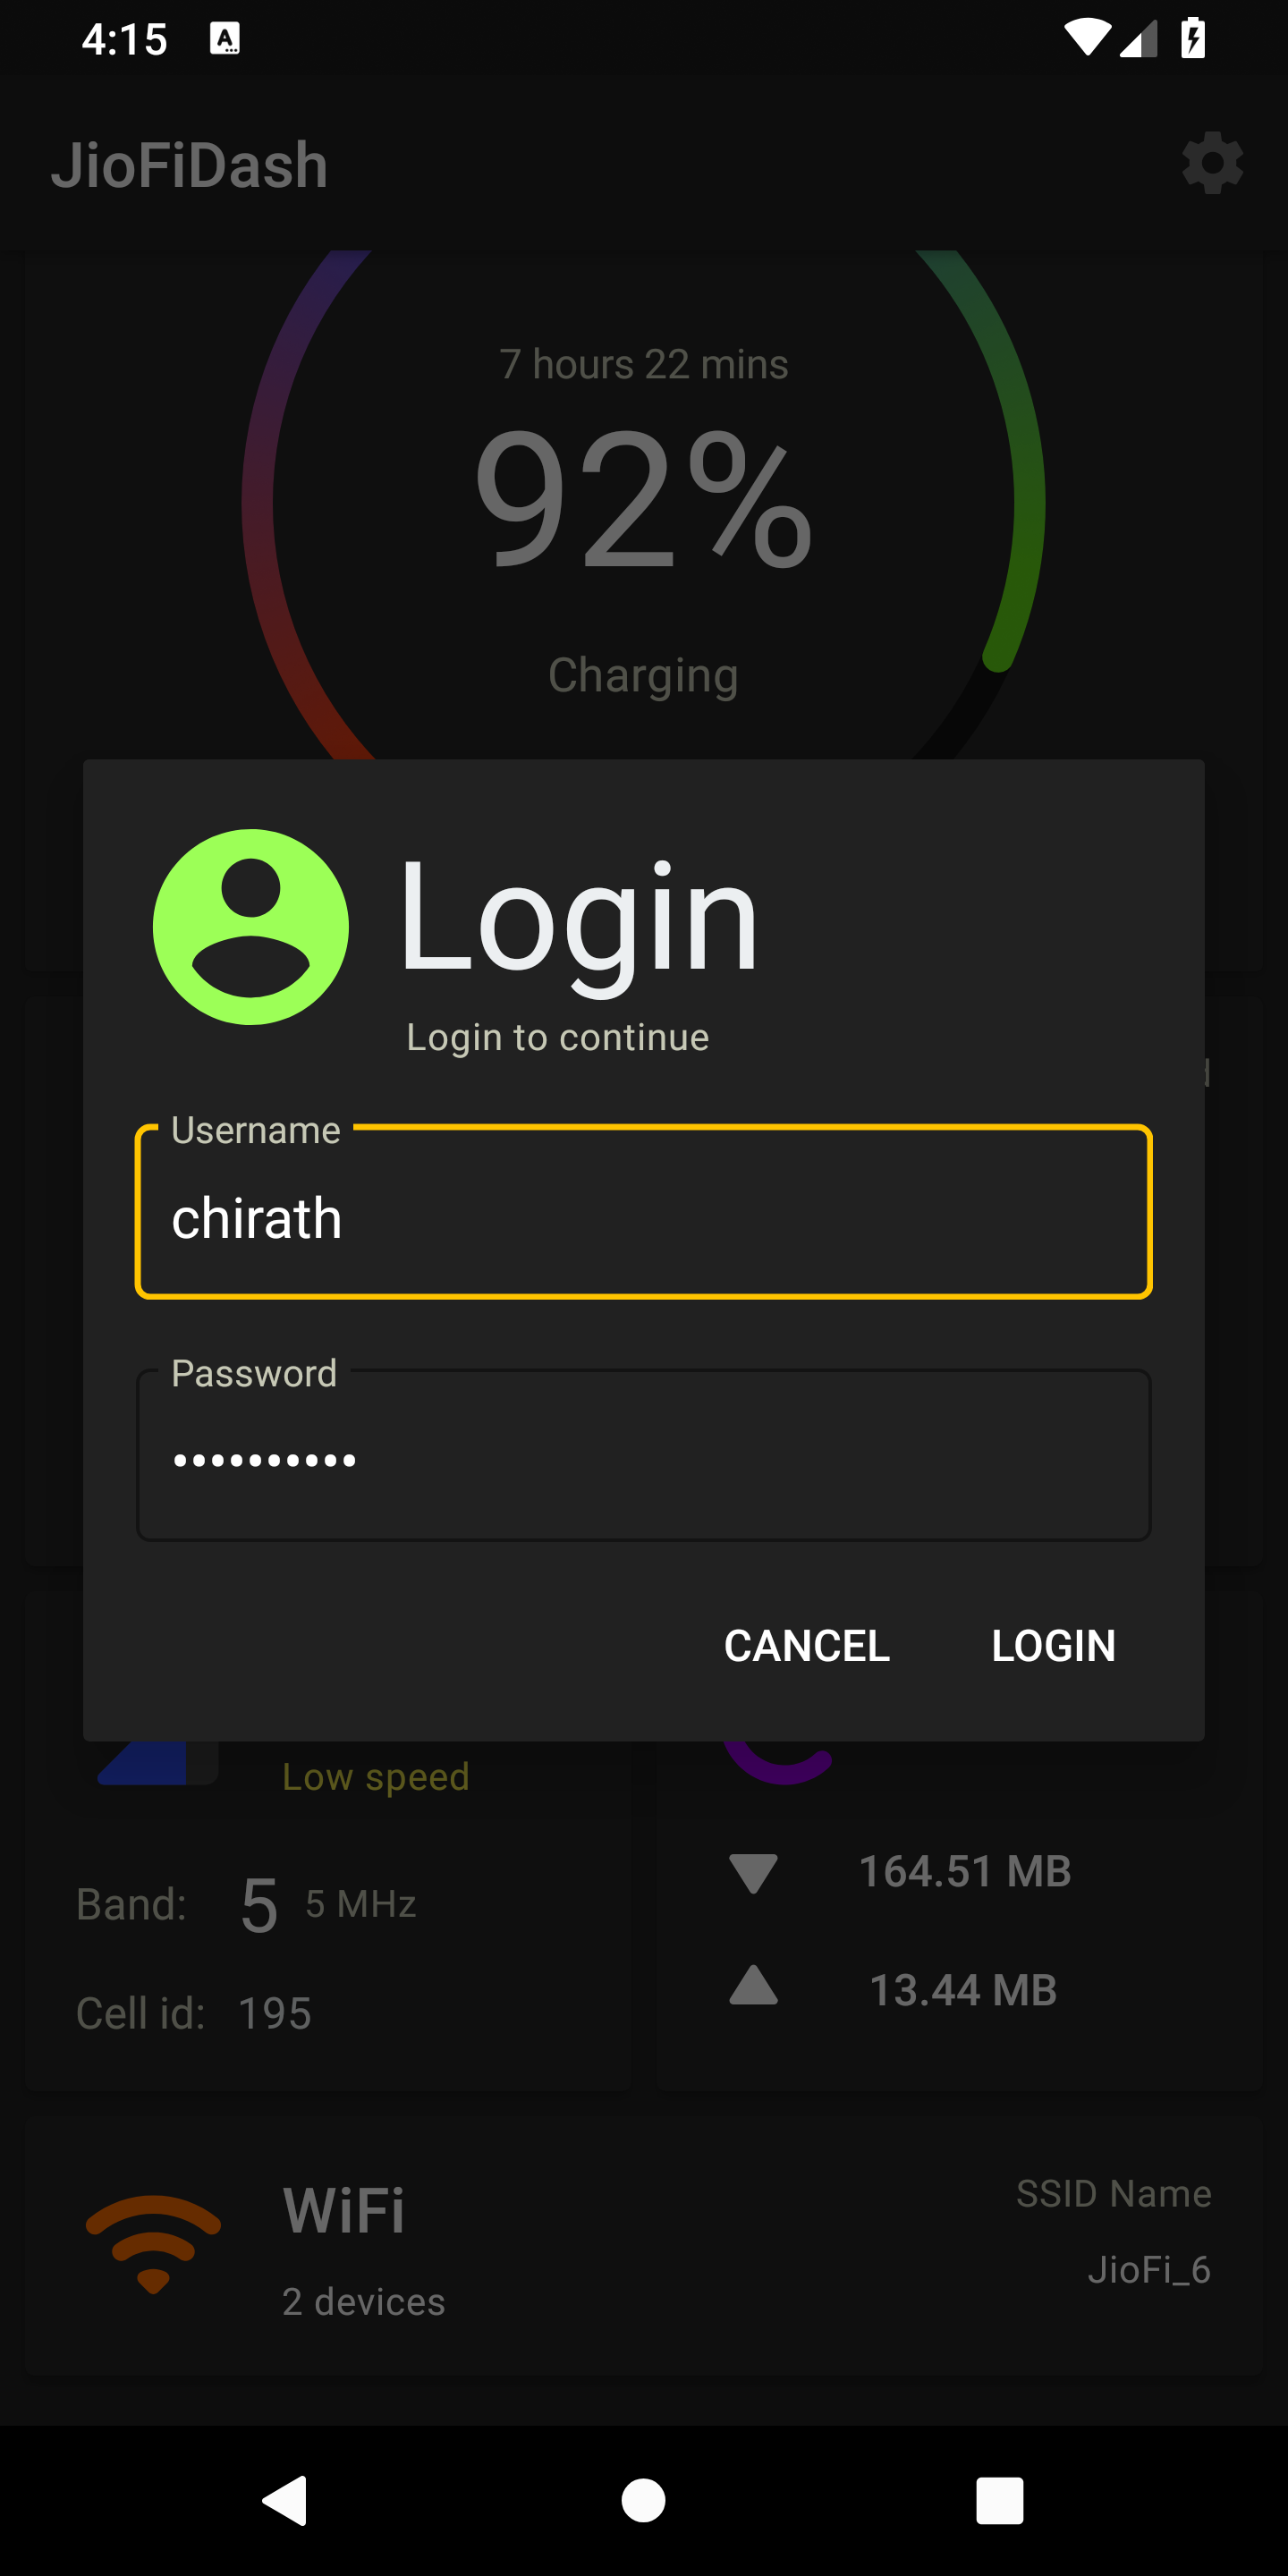 4:15
JioFiDash
7 hours 22 mins
92%
Charging
Login
Login to continue
Username
chirath
Password
••••••••••
CANCEL LOGIN
Low speed
164.51 MB
Band: 5 5 MHz
13.44 MB
Cell id: 195
WiFi
SSID Name
JioFi_6
2 devices